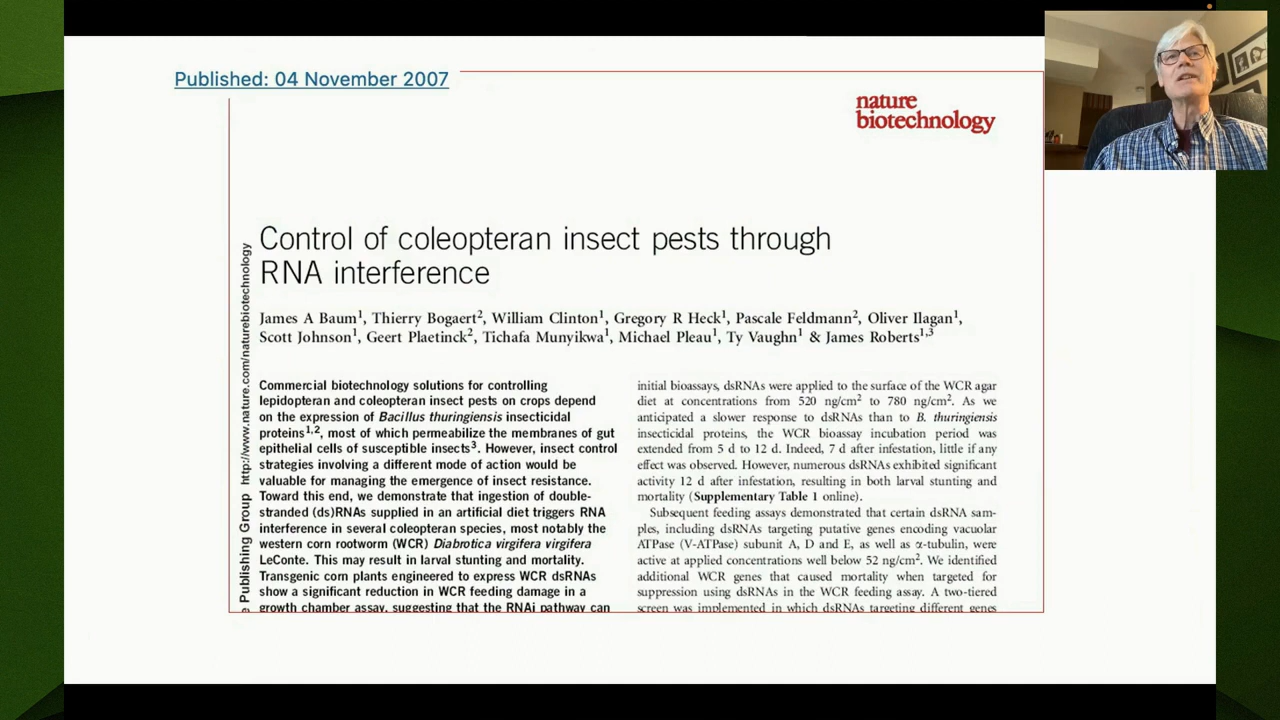 Published: 04 November 2007
nature
biotechnology
Control of coleopteran insect pests through
RNA interference
James A Baum1, Thierry Bogaert2, William Clinton1, Gregory R Heck1, Pascale Feldmann2, Oliver Ilagan1,
Scott Johnson1, Geert Plaetinck2, Tichafa Munyikwa1, Michael Pleau1, Ty Vaughn1 & James Roberts1,3
Commercial biotechnology solutions for controlling
lepidopteran and coleopteran insect pests on crops depend
on the expression of Bacillus thuringiensis insecticidal
proteins1,2, most of which permeabilize the membranes of gut
epithelial cells of susceptible insects3. However, insect control
strategies involving a different mode of action would be
valuable for managing the emergence of insect resistance.
Toward this end, we demonstrate that ingestion of double-
stranded (ds)RNAs supplied in an artificial diet triggers RNA
interference in several coleopteran species, most notably the
western corn rootworm (WCR) Diabrotica virgifera virgifera
LeConte. This may result in larval stunting and mortality.
Transgenic corn plants engineered to express WCR dsRNAs
show a significant reduction in WCR feeding damage in a
growth chamber assay, suggesting that the RNAi pathway can
initial bioassays, dsRNAs were applied to the surface of the WCR agar
diet at concentrations from 520 ng/cm2 to 780 ng/cm2. As we
anticipated a slower response to dsRNAs than to B. thuringiensis
insecticidal proteins, the WCR bioassay incubation period was
extended from 5 d to 12 d. Indeed, 7 d after infestation, little if any
effect was observed. However, numerous dsRNAs exhibited significant
activity 12 d after infestation, resulting in both larval stunting and
mortality (Supplementary Table 1 online).
Subsequent feeding assays demonstrated that certain dsRNA sam-
ples, including dsRNAs targeting putative genes encoding vacuolar
ATPase (V-ATPase) subunit A, D and E, as well as α-tubulin, were
active at applied concentrations well below 52 ng/cm2. We identified
additional WCR genes that caused mortality when targeted for
suppression using dsRNAs in the WCR feeding assay. A two-tiered
screen was implemented in which dsRNAs targeting different genes
Publishing Group http://www.nature.com/naturebiotechnology